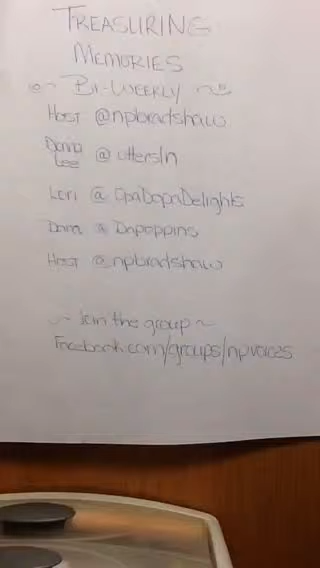 TREASURING
MEMORIES
~ BI-WEEKLY ~
HOST @npbradshaw
Donna
Lee @ uttersln
Lori @ OpaDopaDelights
Dana @ Dapoppins
HOST @npbradshaw
~ Join the group ~
Facebook.com/groups/npvoices